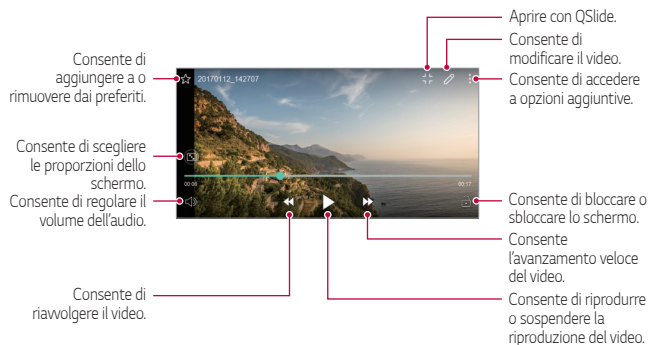 Consente di
aggiungere a o
rimuovere dai preferiti.
Consente di scegliere
le proporzioni dello
schermo.
Consente di regolare il
volume dell'audio.
Consente di
riavvolgere il video.
20170112_142707
00:06
00:17
Aprire con QSlide.
Consente di
modificare il video.
Consente di accedere
a opzioni aggiuntive.
Consente di bloccare o
sbloccare lo schermo.
Consente
l'avanzamento veloce
del video.
Consente di riprodurre
o sospendere la
riproduzione del video.